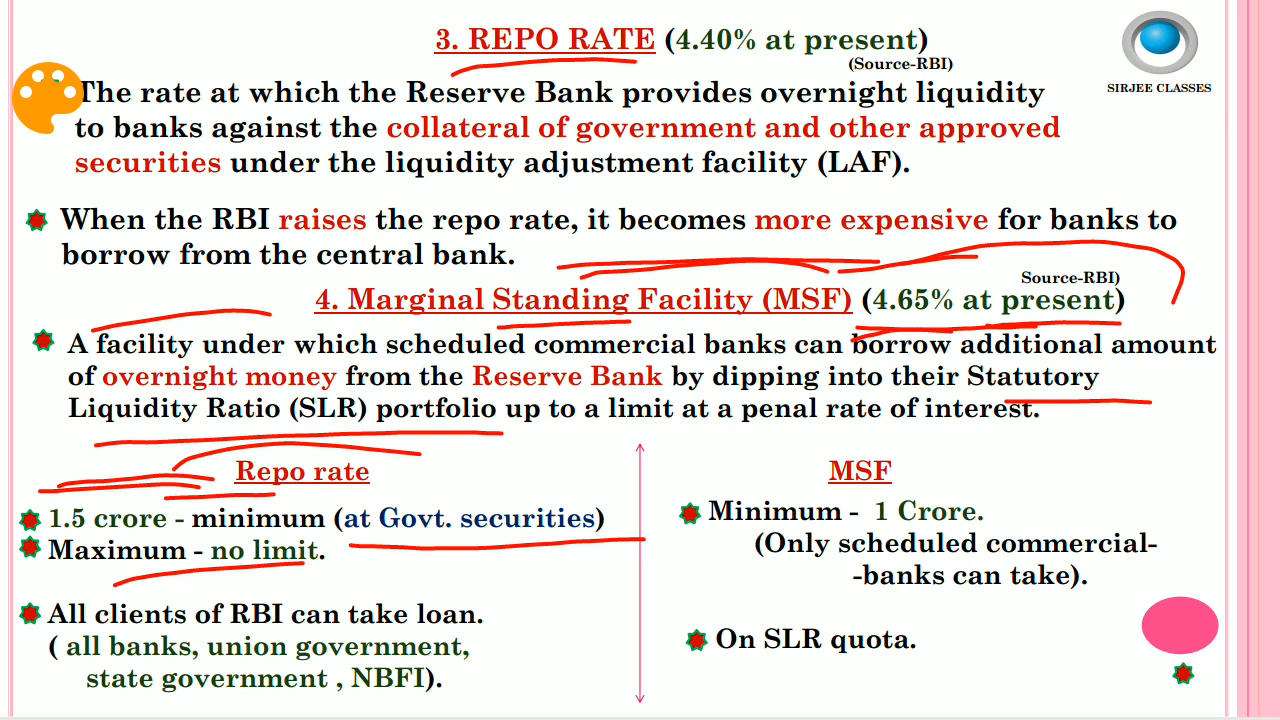 3. REPO RATE (4.40% at present)
(Source-RBI)
SIRJEE CLASSES
The rate at which the Reserve Bank provides overnight liquidity
to banks against the collateral of government and other approved
securities under the liquidity adjustment facility (LAF).
When the RBI raises the repo rate, it becomes more expensive for banks to
borrow from the central bank.
Source-RBI)
4. Marginal Standing Facility (MSF) (4.65% at present)
A facility under which scheduled commercial banks can borrow additional amount
of overnight money from the Reserve Bank by dipping into their Statutory
Liquidity Ratio (SLR) portfolio up to a limit at a penal rate of interest.
Repo rate
1.5 crore - minimum (at Govt. securities)
Maximum - no limit.
All clients of RBI can take loan.
( all banks, union government,
state government , NBFI).
MSF
Minimum - 1 Crore.
(Only scheduled commercial-
-banks can take).
On SLR quota.